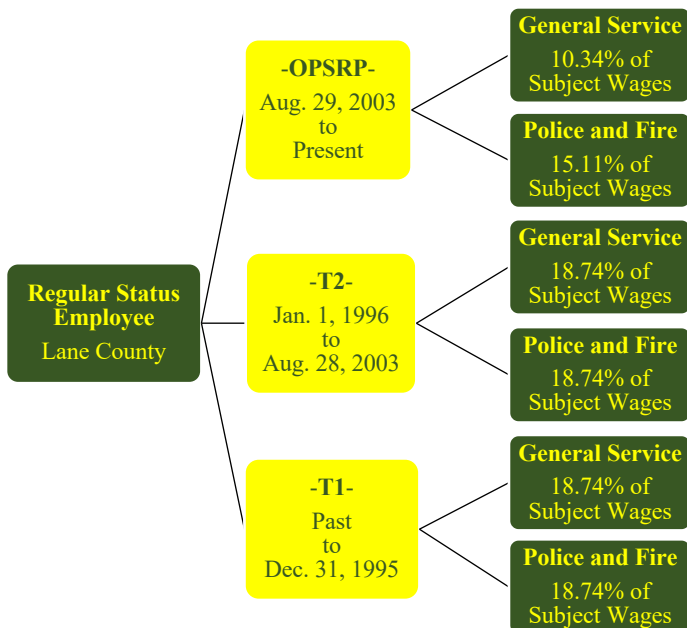 Regular Status
Employee
Lane County
-OPSRP-
Aug. 29, 2003
to
Present
General Service
10.34% of
Subject Wages
Police and Fire
15.11% of
Subject Wages
-T2-
Jan. 1, 1996
to
Aug. 28, 2003
General Service
18.74% of
Subject Wages
Police and Fire
18.74% of
Subject Wages
-T1-
Past
to
Dec. 31, 1995
General Service
18.74% of
Subject Wages
Police and Fire
18.74% of
Subject Wages